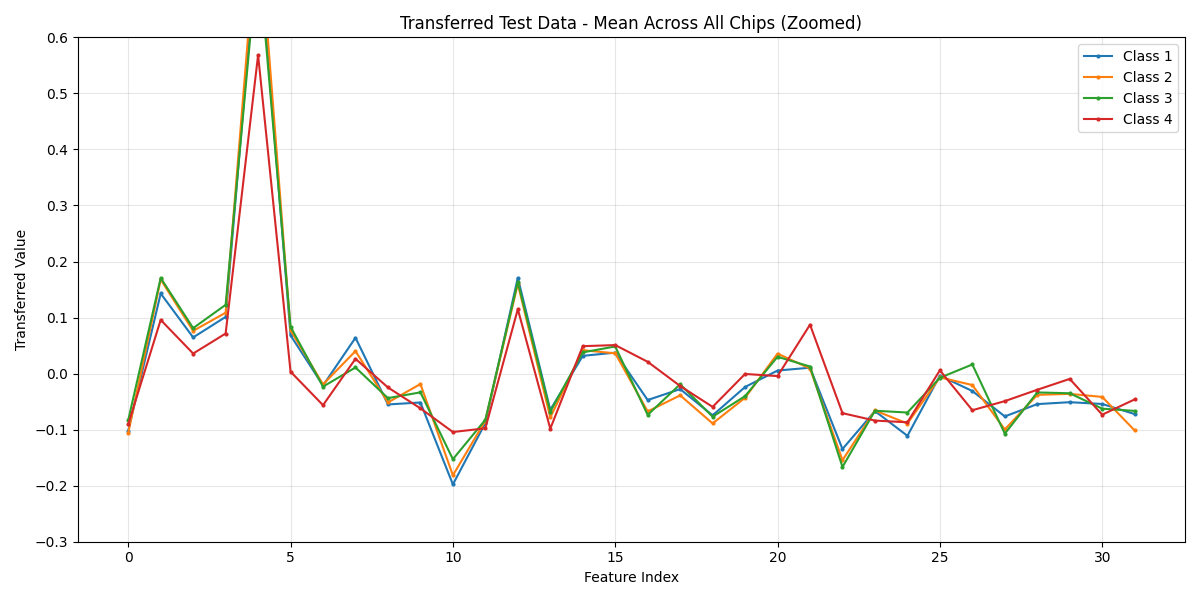 Transferred Test Data - Mean Across All Chips (Zoomed)
Transferred Value
0.6
0.5
0.4
0.3
0.2
0.1
0.0
−0.1
−0.2
−0.3
Class 1
Class 2
Class 3
Class 4
0 5 10 15 20 25 30
Feature Index